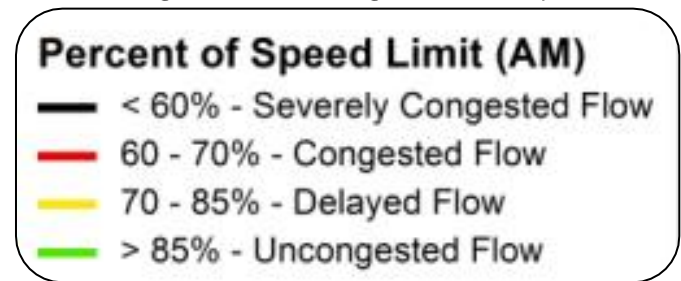 Percent of Speed Limit (AM)
< 60% - Severely Congested Flow
60 - 70% - Congested Flow
70 - 85% - Delayed Flow
> 85% - Uncongested Flow